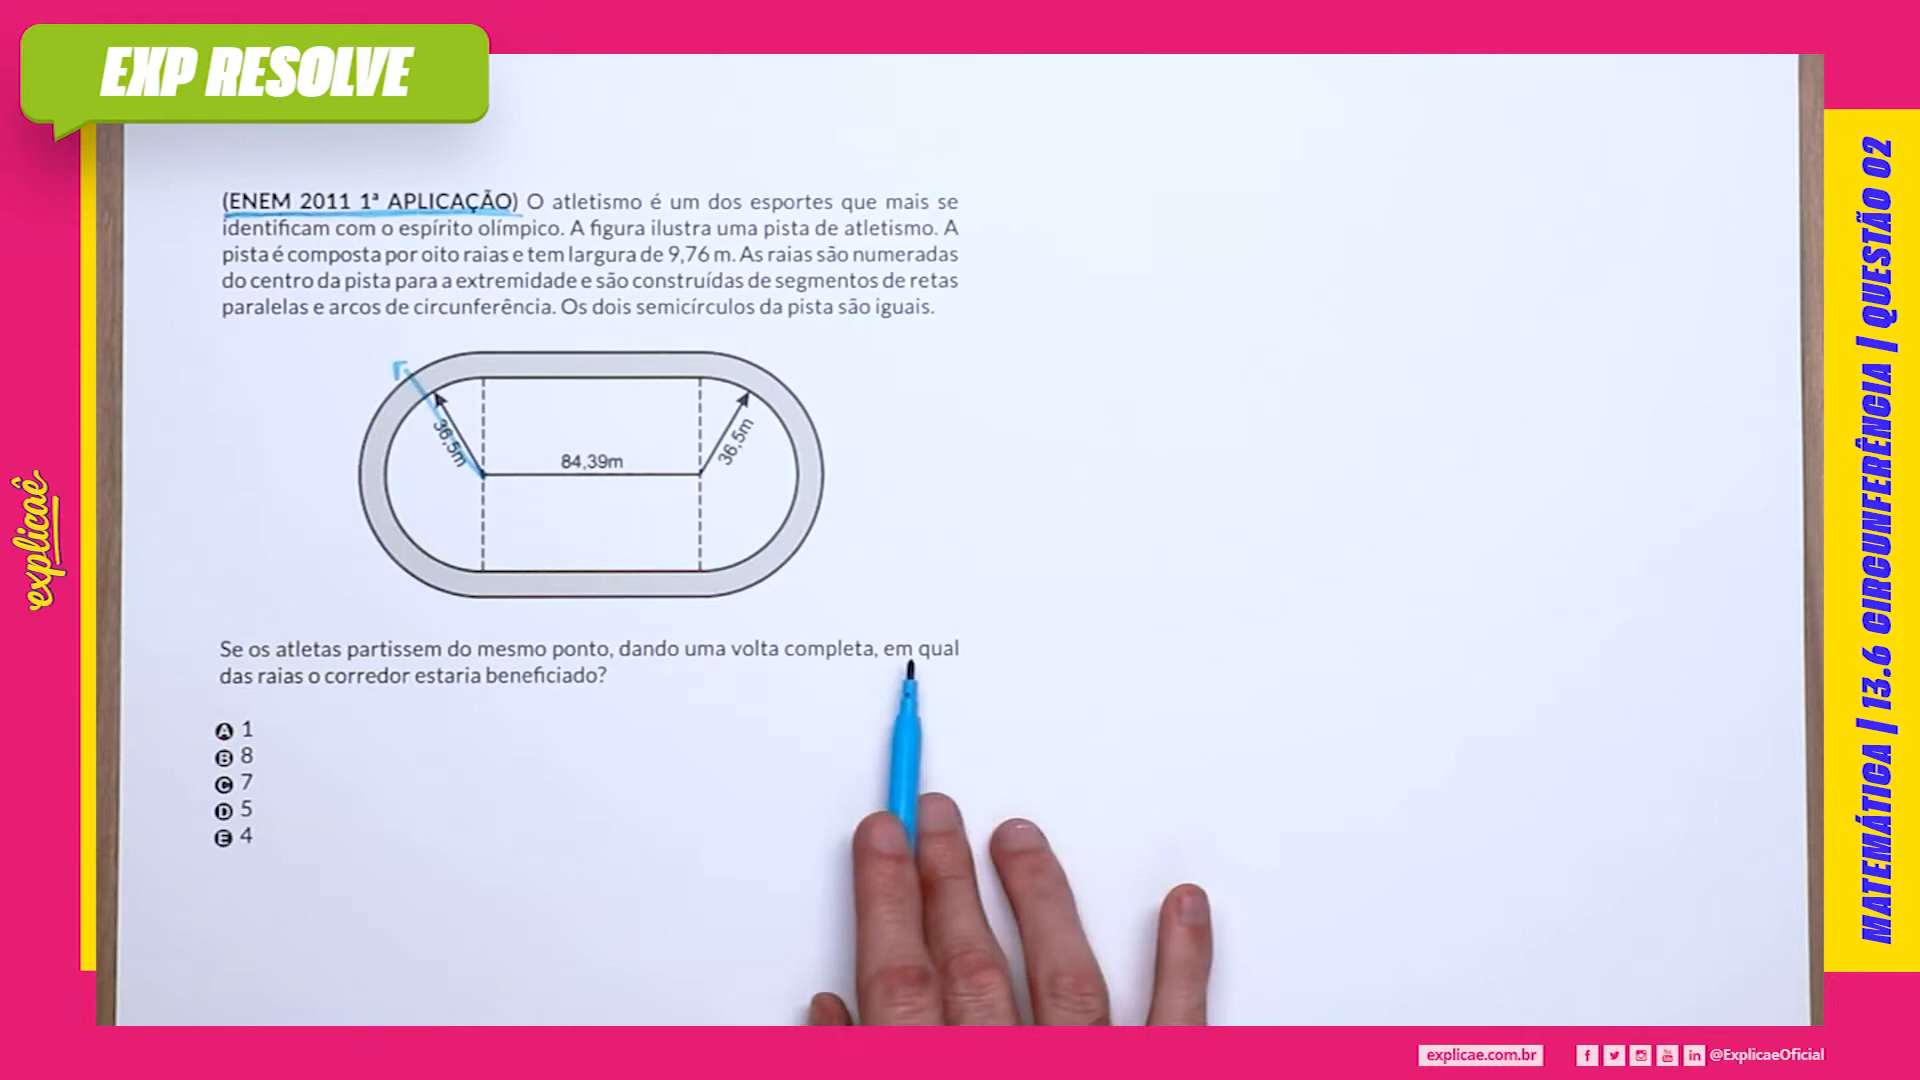 EXP RESOLVE
(ENEM 2011 1ª APLICAÇÃO) O atletismo é um dos esportes que mais se
identificam com o espírito olímpico. A figura ilustra uma pista de atletismo. A
pista é composta por oito raias e tem largura de 9,76 m. As raias são numeradas
do centro da pista para a extremidade e são construídas de segmentos de retas
paralelas e arcos de circunferência. Os dois semicírculos da pista são iguais.
36,5m
84,39m
36,5m
Se os atletas partissem do mesmo ponto, dando uma volta completa, em qual
das raias o corredor estaria beneficiado?
A 1
B 8
C 7
D 5
E 4
explicaê
MATEMÁTICA | 13.6 CIRCUNFERÊNCIA | QUESTÃO 02
explicae.com.br
@ExplicaeOficial